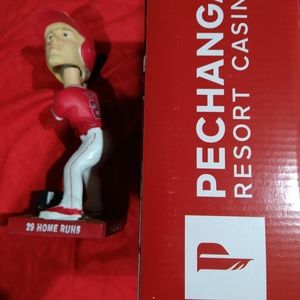 29 HOME RUNS
PECHANGA
RESORT CASIN